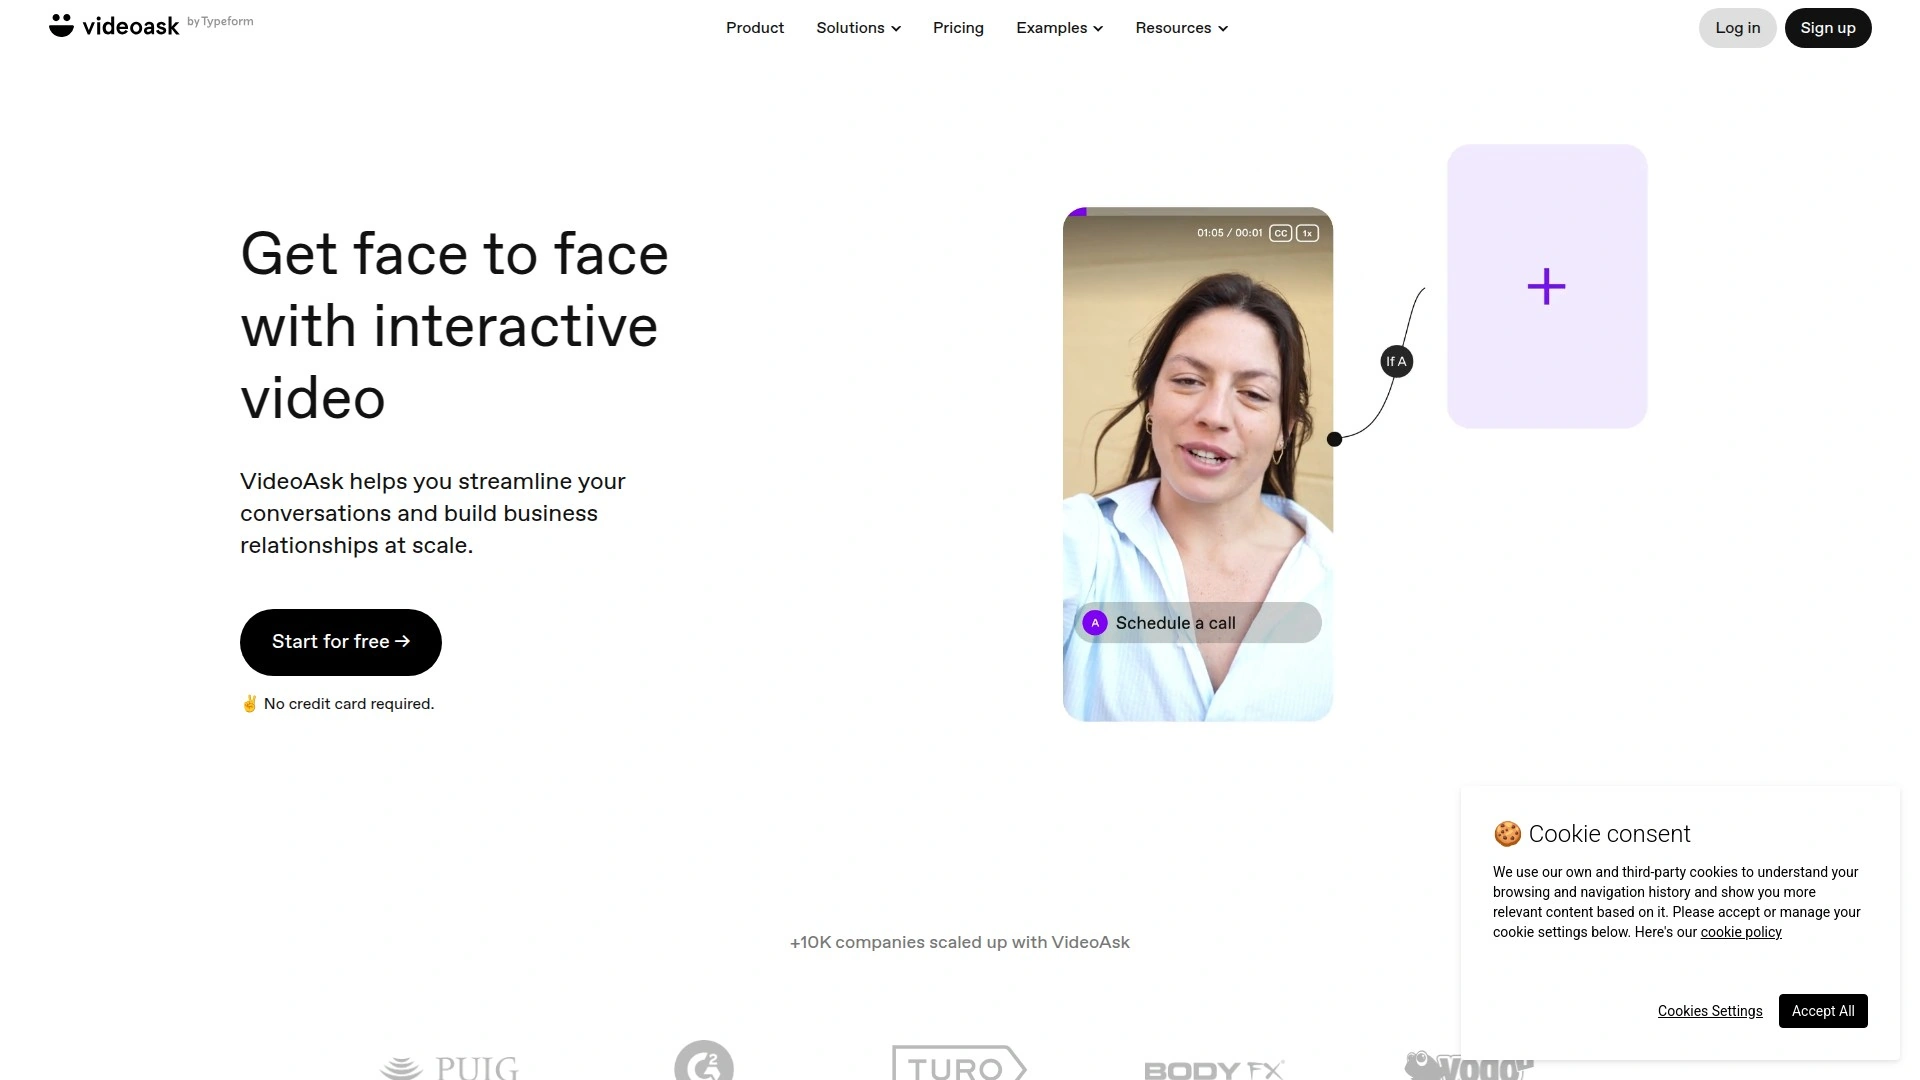 videoask by Typeform
Product
Solutions
Pricing
Examples
Resources
Log in
Sign up
Get face to face
with interactive
video
VideoAsk helps you streamline your
conversations and build business
relationships at scale.
Start for free →
✌ No credit card required.
01:05 / 00:01 CC 1x
If A
A Schedule a call
+10K companies scaled up with VideoAsk
PUIG
G2
TURO
BODY FX
🍪 Cookie consent
We use our own and third-party cookies to understand your
browsing and navigation history and show you more
relevant content based on it. Please accept or manage your
cookie settings below. Here's our cookie policy
Cookies Settings
Accept All